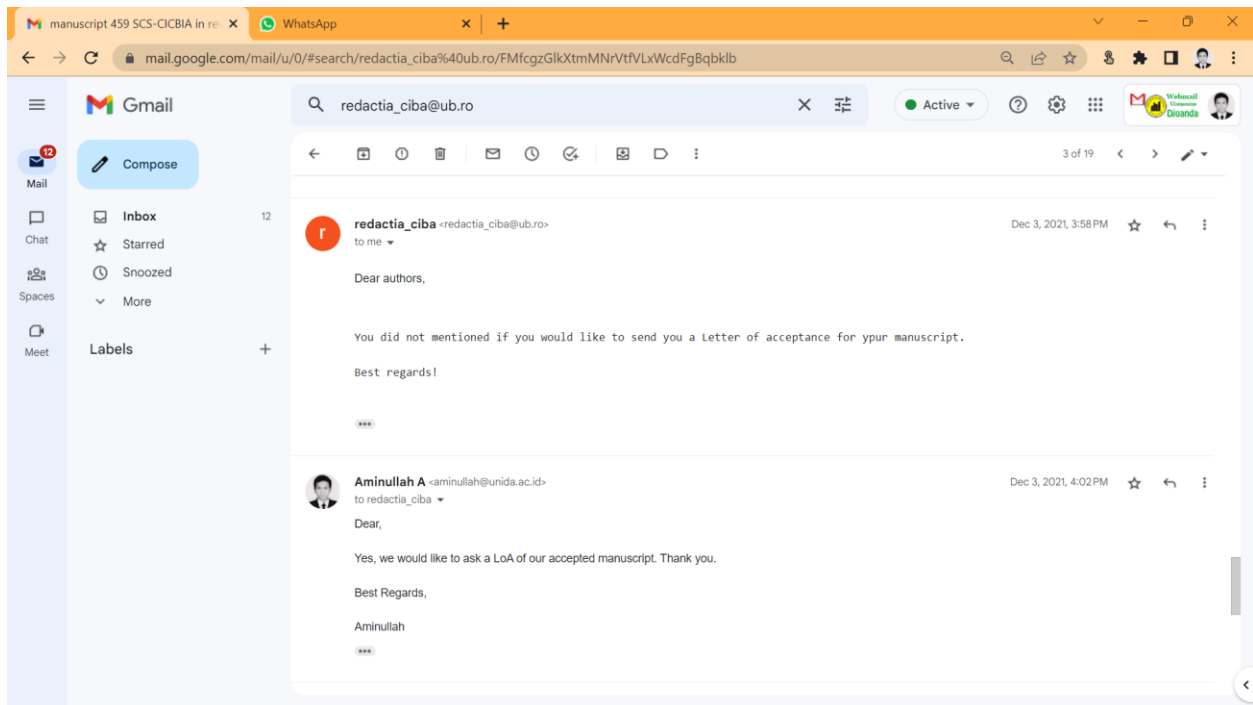 manuscript 459 SCS-CICBIA in re
WhatsApp
mail.google.com/mail/u/0/#search/redactia_ciba%40ub.ro/FMfcgzGlkXtmMNrVtfVLxWcdFgBqbklb
Gmail
redactia_ciba@ub.ro
Active
Webmail
Universitas
Djuanda
12
Mail
Compose
3 of 19
Chat
Inbox 12
Starred
Spaces
Snoozed
More
Meet
Labels
redactia_ciba <redactia_ciba@ub.ro>
Dec 3, 2021, 3:58 PM
r
to me
Dear authors,
You did not mentioned if you would like to send you a Letter of acceptance for ypur manuscript.
Best regards!
Aminullah A <aminullah@unida.ac.id>
Dec 3, 2021, 4:02 PM
to redactia_ciba
Dear,
Yes, we would like to ask a LoA of our accepted manuscript. Thank you.
Best Regards,
Aminullah